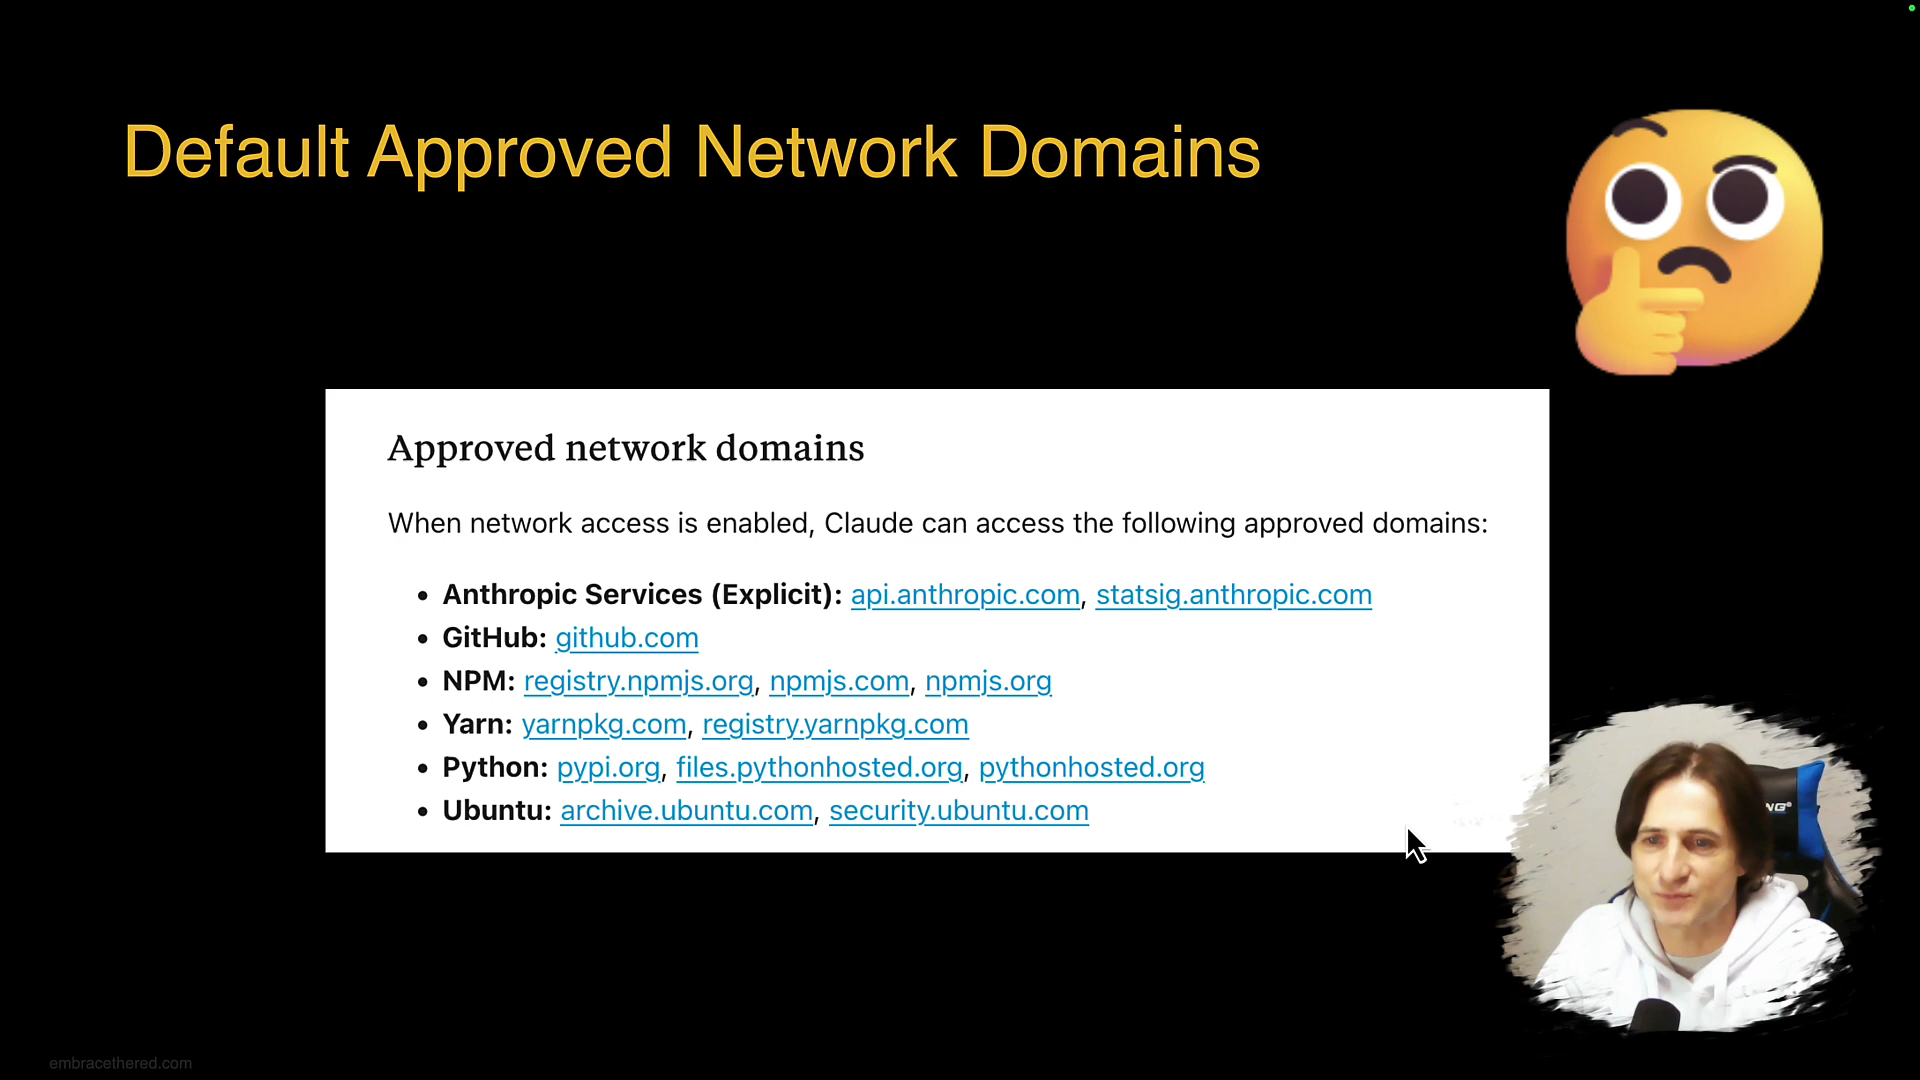 Default Approved Network Domains
Approved network domains
When network access is enabled, Claude can access the following approved domains:
• Anthropic Services (Explicit): api.anthropic.com, statsig.anthropic.com
• GitHub: github.com
• NPM: registry.npmjs.org, npmjs.com, npmjs.org
• Yarn: yarnpkg.com, registry.yarnpkg.com
• Python: pypi.org, files.pythonhosted.org, pythonhosted.org
• Ubuntu: archive.ubuntu.com, security.ubuntu.com
embracethered.com